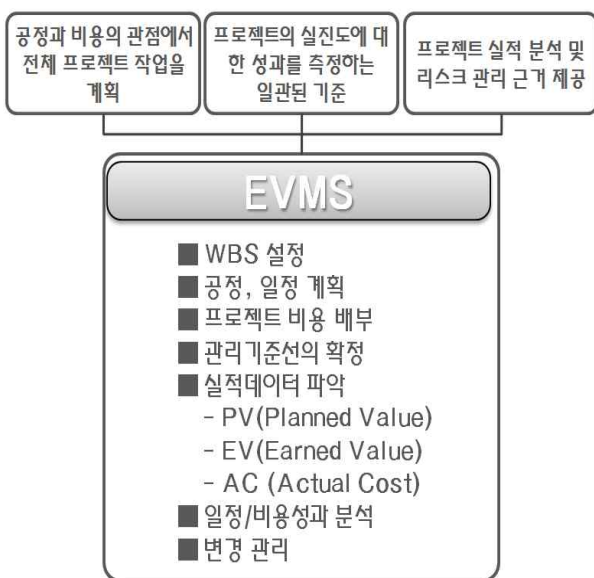 공정과 비용의 관점에서
전체 프로젝트 작업을
계획
프로젝트의 실진도에 대
한 성과를 측정하는
일관된 기준
프로젝트 실적 분석 및
리스크 관리 근거 제공
EVMS
■ WBS 설정
■ 공정, 일정 계획
■ 프로젝트 비용 배부
■ 관리기준선의 확정
■ 실적데이터 파악
- PV(Planned Value)
- EV(Earned Value)
- AC (Actual Cost)
■ 일정/비용성과 분석
■ 변경 관리